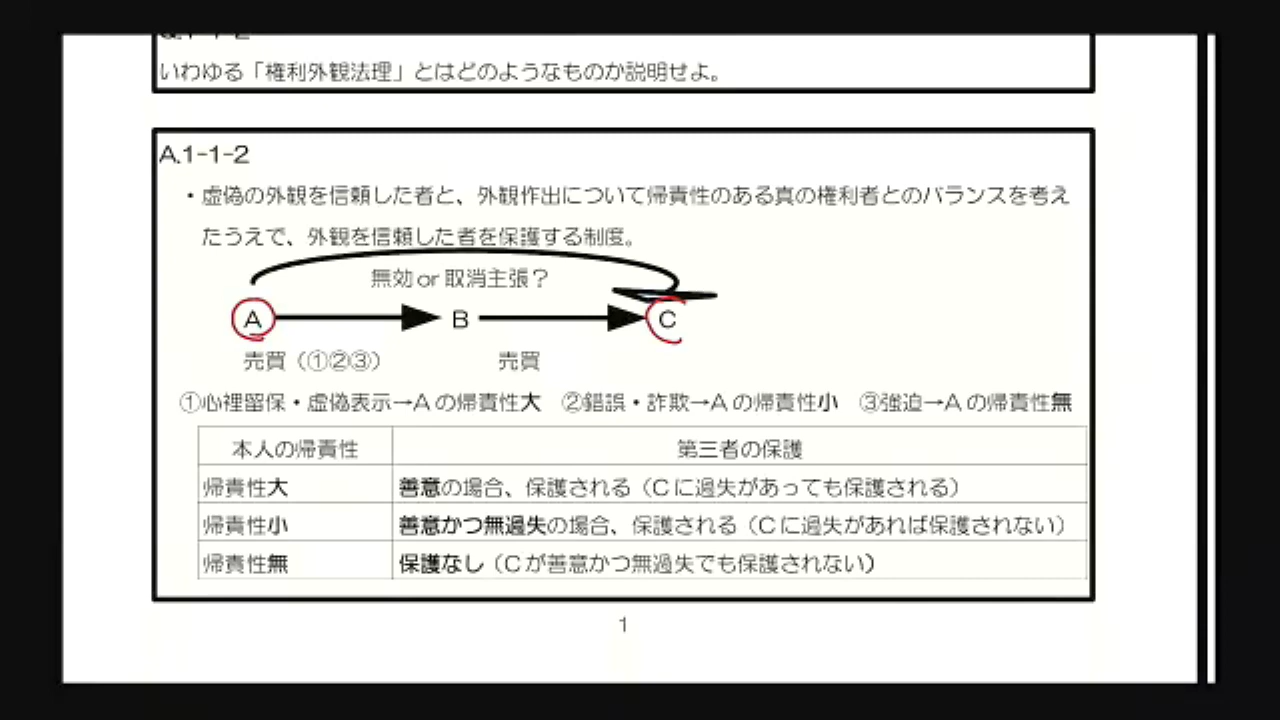 いわゆる「権利外観法理」とはどのようなものか説明せよ。
A.1-1-2
・虚偽の外観を信頼した者と、外観作出について帰責性のある真の権利者とのバランスを考え
たうえで、外観を信頼した者を保護する制度。
無効 or 取消主張？
A B C
売買（①②③） 売買
①心裡留保・虚偽表示→A の帰責性大 ②錯誤・詐欺→A の帰責性小 ③強迫→A の帰責性無
本人の帰責性 第三者の保護
帰責性大 善意の場合、保護される（C に過失があっても保護される）
帰責性小 善意かつ無過失の場合、保護される（C に過失があれば保護されない）
帰責性無 保護なし（C が善意かつ無過失でも保護されない）
1